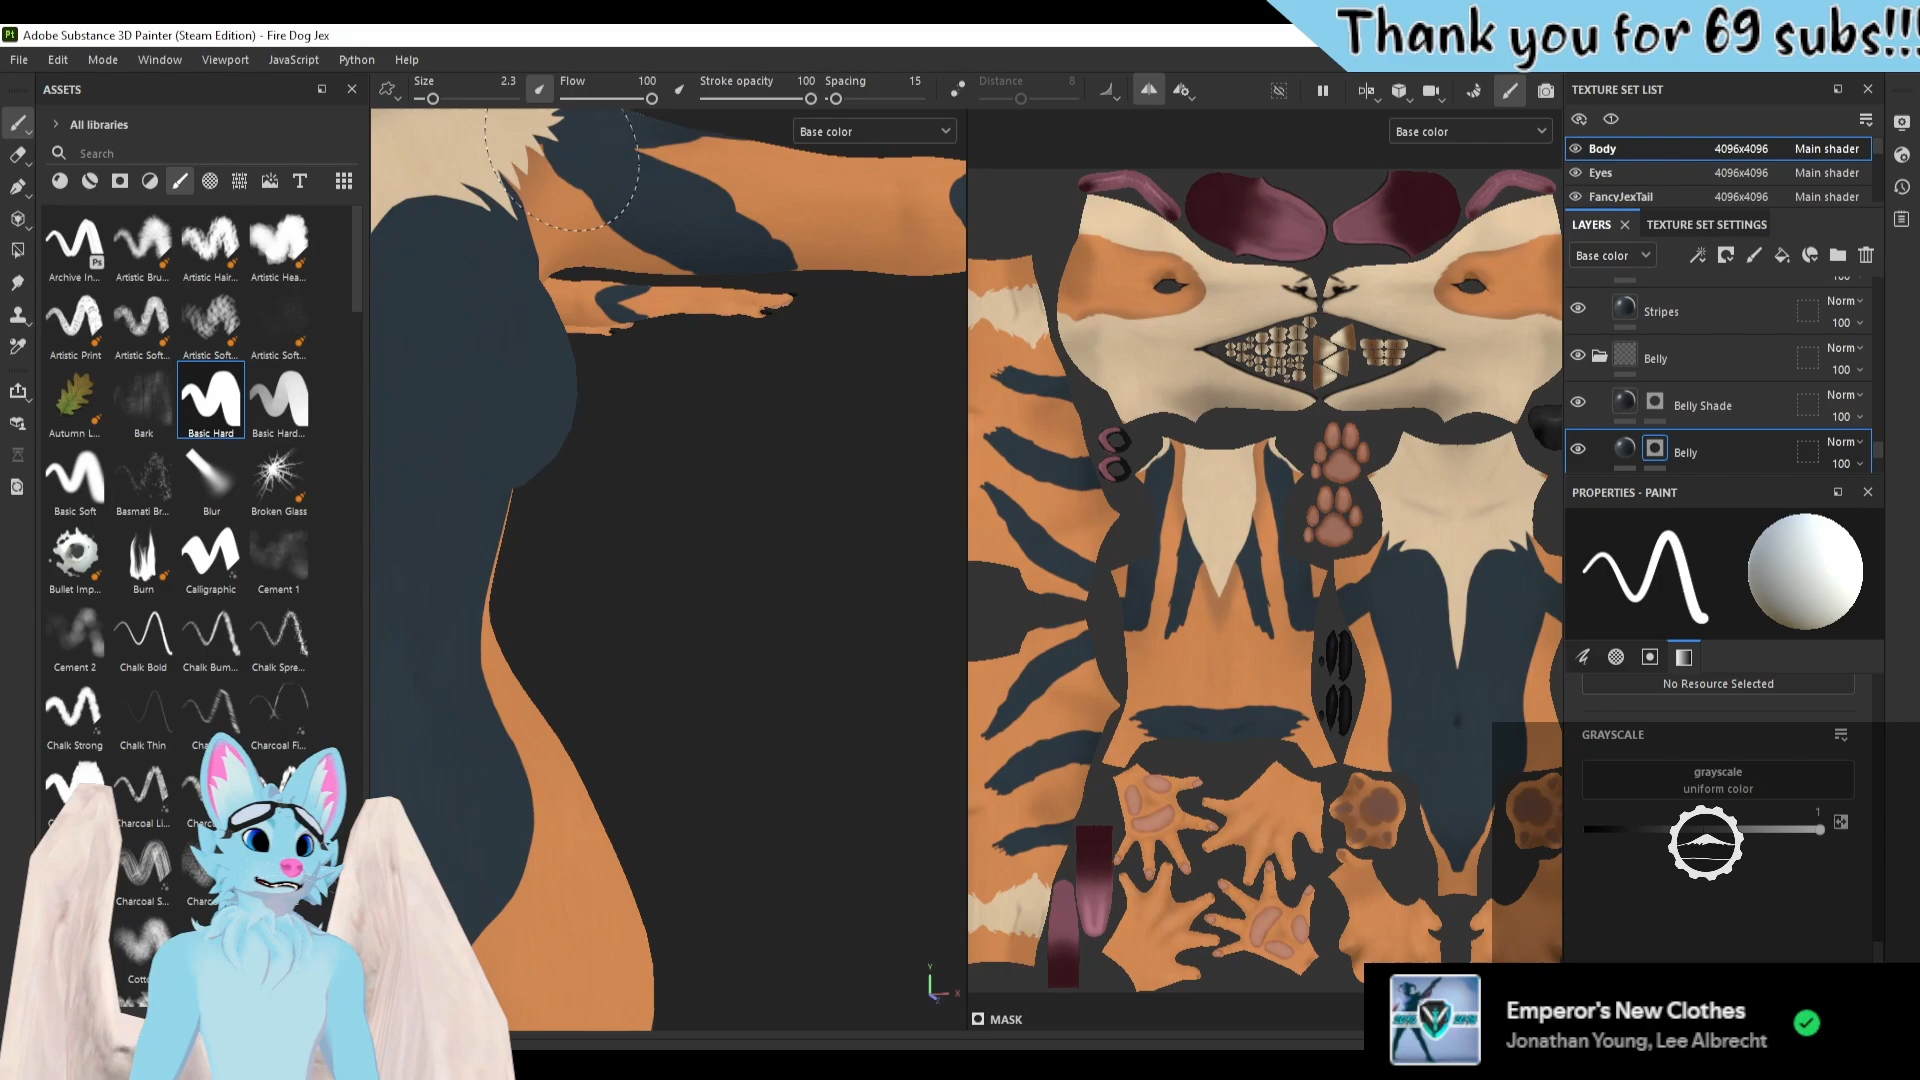 Thank you for 69 subs!!!
Adobe Substance 3D Painter (Steam Edition) - Fire Dog Jex
File Edit Mode Window Viewport JavaScript Python Help
ASSETS
Size 2.3 Flow 100 Stroke opacity 100 Spacing 15 Distance 8
All libraries
Search
Base color
Base color
Archive In... Artistic Bru... Artistic Hair... Artistic Hea...
Artistic Print Artistic Soft... Artistic Soft... Artistic Soft...
Autumn L... Bark Basic Hard Basic Hard...
Basic Soft Basmati Br... Blur Broken Glass
Bullet Imp... Burn Calligraphic Cement 1
Cement 2 Chalk Bold Chalk Bum... Chalk Spre...
Chalk Strong Chalk Thin Charcoal Fi...
Charcoal Li...
Charcoal S...
MASK
TEXTURE SET LIST
Body 4096x4096 Main shader
Eyes 4096x4096 Main shader
FancyJexTail 4096x4096 Main shader
LAYERS TEXTURE SET SETTINGS
Base color
100
Stripes Norm 100
Belly Norm 100
Belly Shade Norm 100
Belly Norm 100
PROPERTIES - PAINT
No Resource Selected
GRAYSCALE
grayscale
uniform color
1
Emperor's New Clothes
Jonathan Young, Lee Albrecht
Y
X
Pt
Ps